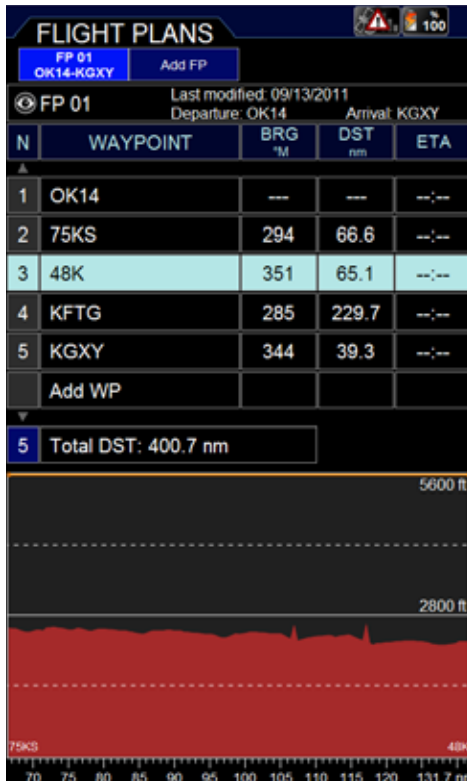 FLIGHT PLANS
% 100
FP 01 OK14-KGXY
Add FP
FP 01
Last modified: 09/13/2011
Departure: OK14 Arrival: KGXY
N WAYPOINT BRG °M DST nm ETA
1 OK14 --- --- --:--
2 75KS 294 66.6 --:--
3 48K 351 65.1 --:--
4 KFTG 285 229.7 --:--
5 KGXY 344 39.3 --:--
Add WP
5 Total DST: 400.7 nm
5600 ft
2800 ft
75KS 48K
70 75 80 85 90 95 100 105 110 115 120 131.7